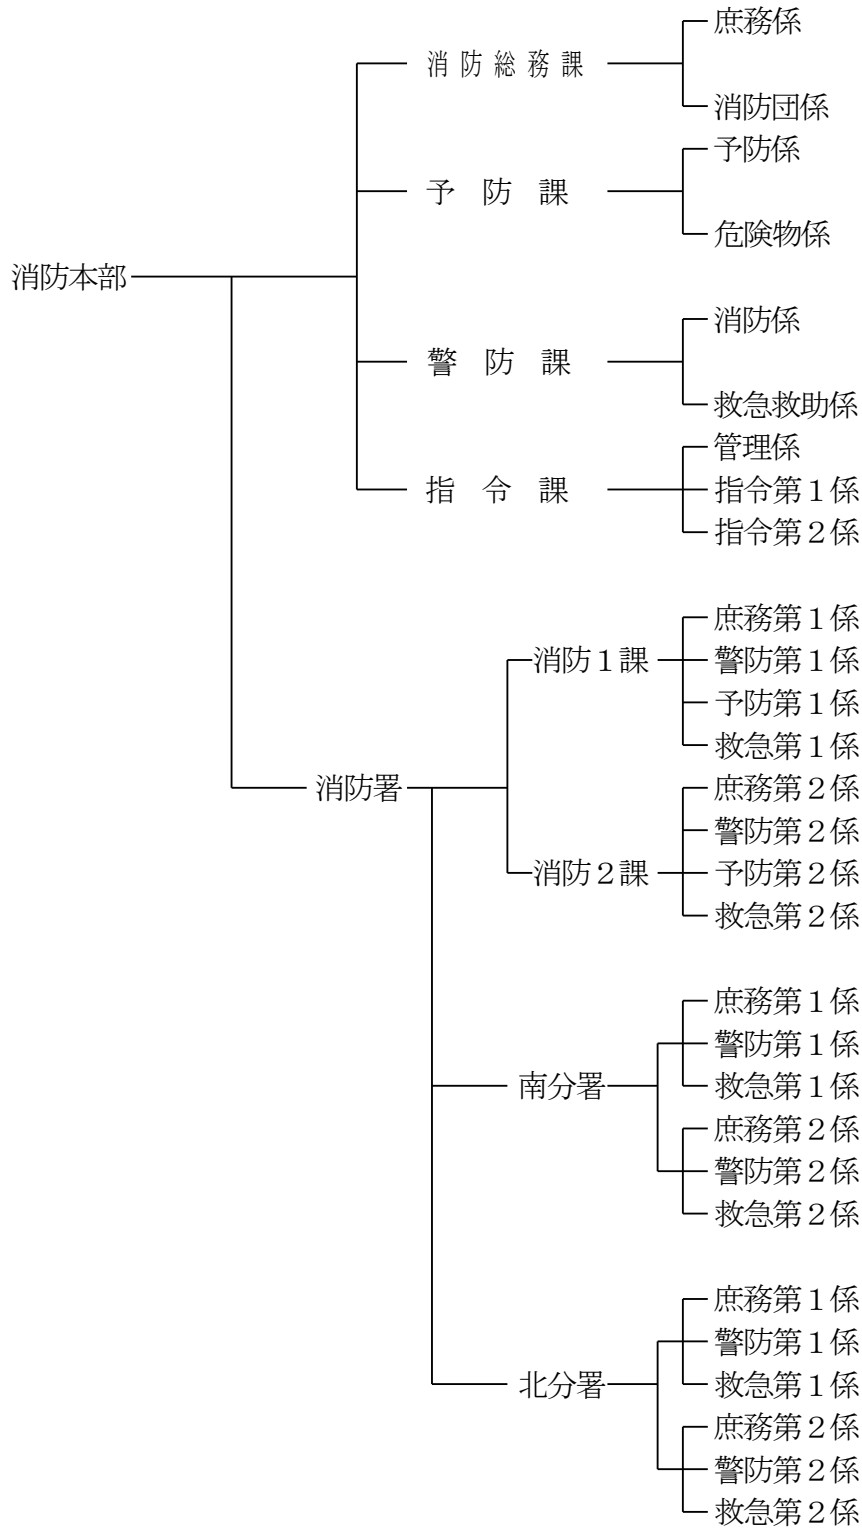 庶務係
消防総務課
消防団係
予防係
予防課
危険物係
消防本部
消防係
警防課
救急救助係
管理係
指令課
指令第1係
指令第2係
庶務第1係
消防1課
警防第1係
予防第1係
救急第1係
消防署
庶務第2係
警防第2係
消防2課
予防第2係
救急第2係
庶務第1係
警防第1係
南分署
救急第1係
庶務第2係
警防第2係
救急第2係
庶務第1係
警防第1係
北分署
救急第1係
庶務第2係
警防第2係
救急第2係